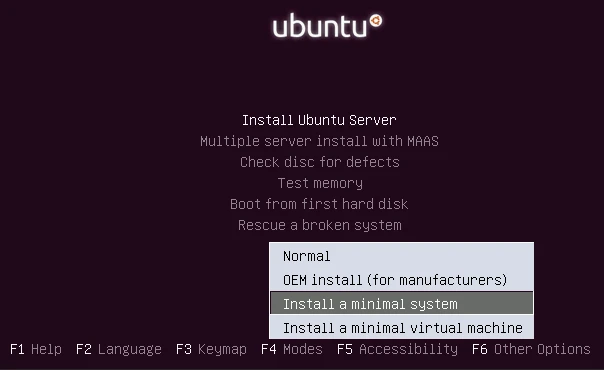 ubuntu
Install Ubuntu Server
Multiple server install with MAAS
Check disc for defects
Test memory
Boot from first hard disk
Rescue a broken system
Normal
OEM install (for manufacturers)
Install a minimal system
Install a minimal virtual machine
F1 Help F2 Language F3 Keymap F4 Modes F5 Accessibility F6 Other Options